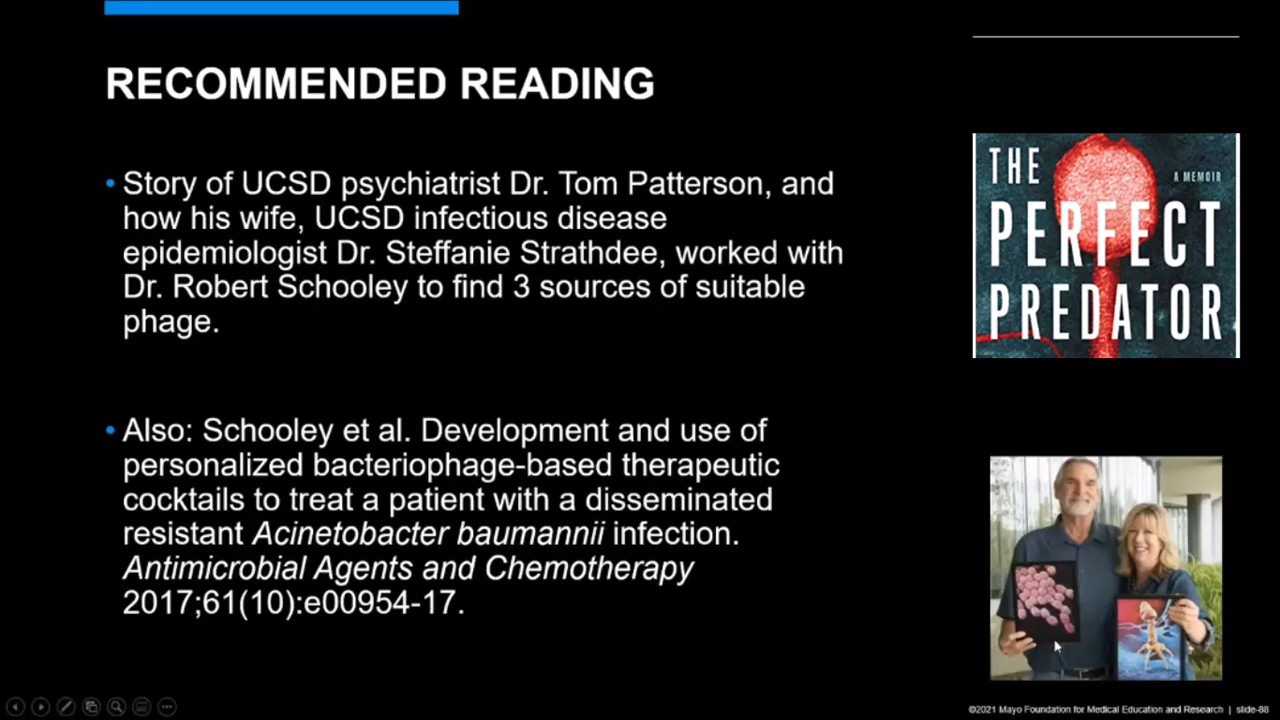 RECOMMENDED READING
• Story of UCSD psychiatrist Dr. Tom Patterson, and
how his wife, UCSD infectious disease
epidemiologist Dr. Steffanie Strathdee, worked with
Dr. Robert Schooley to find 3 sources of suitable
phage.
• Also: Schooley et al. Development and use of
personalized bacteriophage-based therapeutic
cocktails to treat a patient with a disseminated
resistant Acinetobacter baumannii infection.
Antimicrobial Agents and Chemotherapy
2017;61(10):e00954-17.
THE
A MEMOIR
PERFECT
PREDATOR
©2021 Mayo Foundation for Medical Education and Research | slide-88